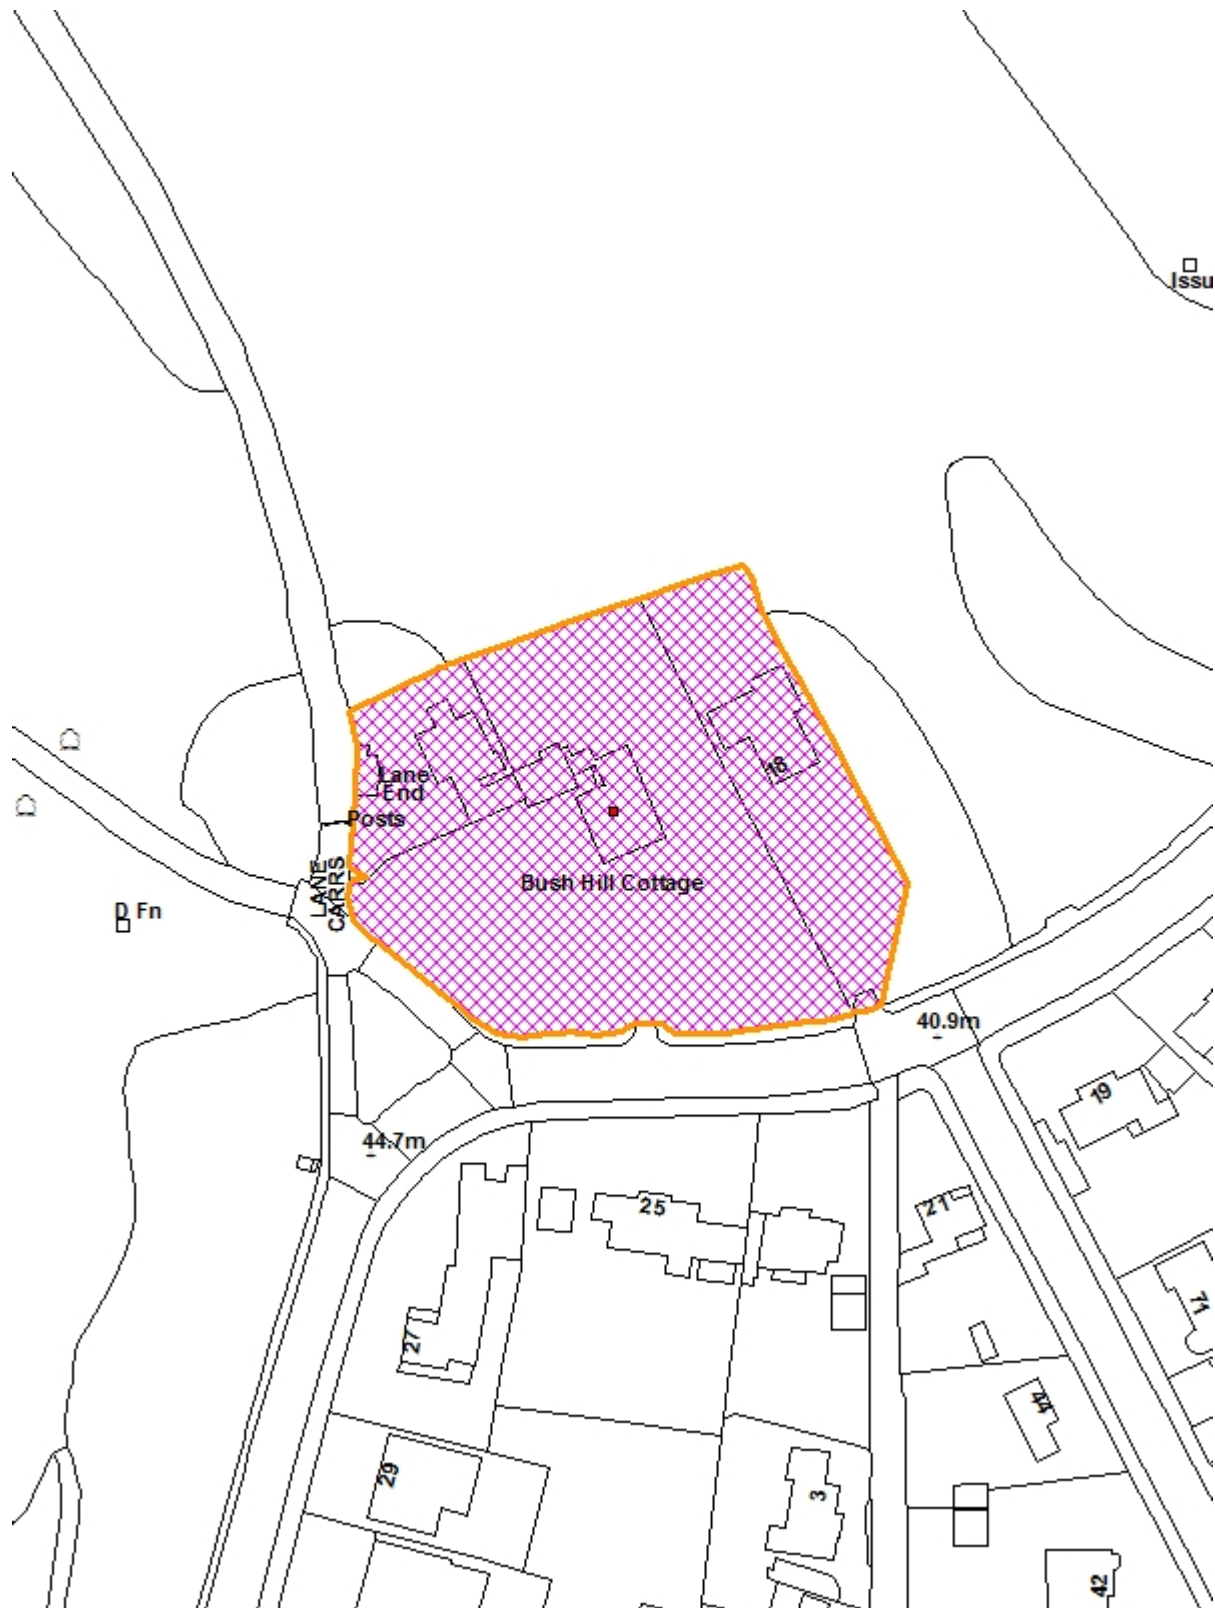 Issu
Lane
End
18
Posts
LANE
CARRS
Bush Hill Cottage
D Fn
40.9m
19
44.7m
25
21
27
71
44
29
3
42